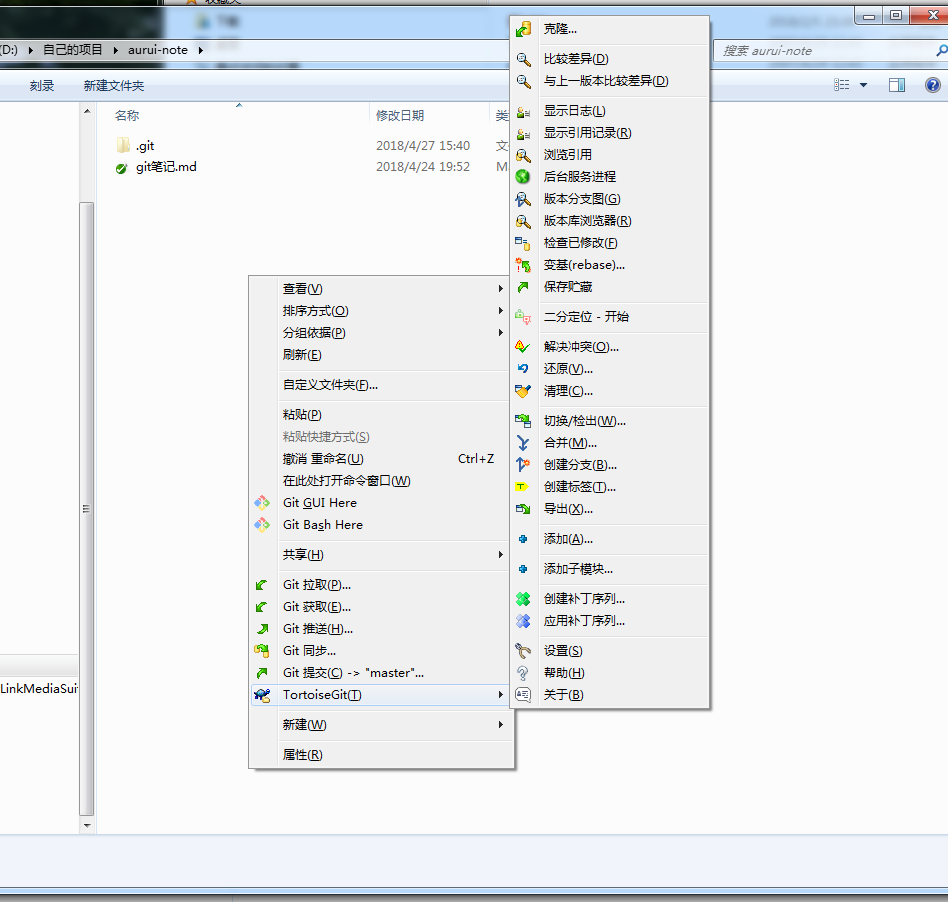 (D:) 自己的项目 aurui-note
搜索 aurui-note
刻录 新建文件夹
名称 修改日期
.git 2018/4/27 15:40
git笔记.md 2018/4/24 19:52
LinkMediaSui
查看(V)
排序方式(O)
分组依据(P)
刷新(E)
自定义文件夹(F)...
粘贴(P)
粘贴快捷方式(S)
撤消 重命名(U) Ctrl+Z
在此处打开命令窗口(W)
Git GUI Here
Git Bash Here
共享(H)
Git 拉取(P)...
Git 获取(E)...
Git 推送(H)...
Git 同步...
Git 提交(C) -> "master"...
TortoiseGit(T)
新建(W)
属性(R)
克隆...
比较差异(D)
与上一版本比较差异(D)
显示日志(L)
显示引用记录(R)
浏览引用
后台服务进程
版本分支图(G)
版本库浏览器(R)
检查已修改(F)
变基(rebase)...
保存贮藏
二分定位 - 开始
解决冲突(O)...
还原(V)...
清理(C)...
切换/检出(W)...
合并(M)...
创建分支(B)...
创建标签(T)...
导出(X)...
添加(A)...
添加子模块...
创建补丁序列...
应用补丁序列...
设置(S)
帮助(H)
关于(B)